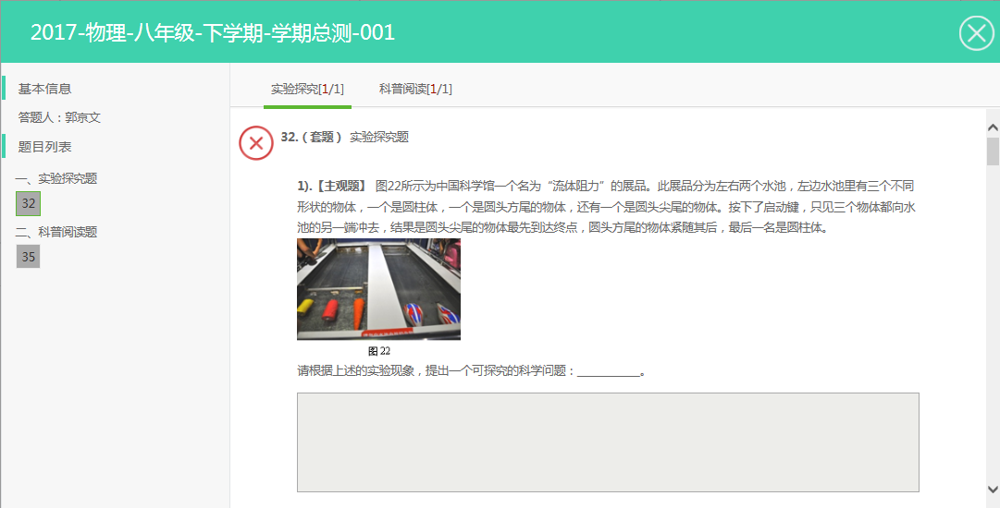 2017-物理-八年级-下学期-学期总测-001
基本信息
答题人：郭京文
题目列表
一、实验探究题
32
二、科普阅读题
35
实验探究[1/1]
科普阅读[1/1]
32.（套题） 实验探究题
1).【主观题】 图22所示为中国科学馆一个名为“流体阻力”的展品。此展品分为左右两个水池，左边水池里有三个不同
形状的物体，一个是圆柱体，一个是圆头方尾的物体，还有一个是圆头尖尾的物体。按下了启动键，只见三个物体都向水
池的另一端冲去，结果是圆头尖尾的物体最先到达终点，圆头方尾的物体紧随其后，最后一名是圆柱体。
图 22
请根据上述的实验现象，提出一个可探究的科学问题：___________。